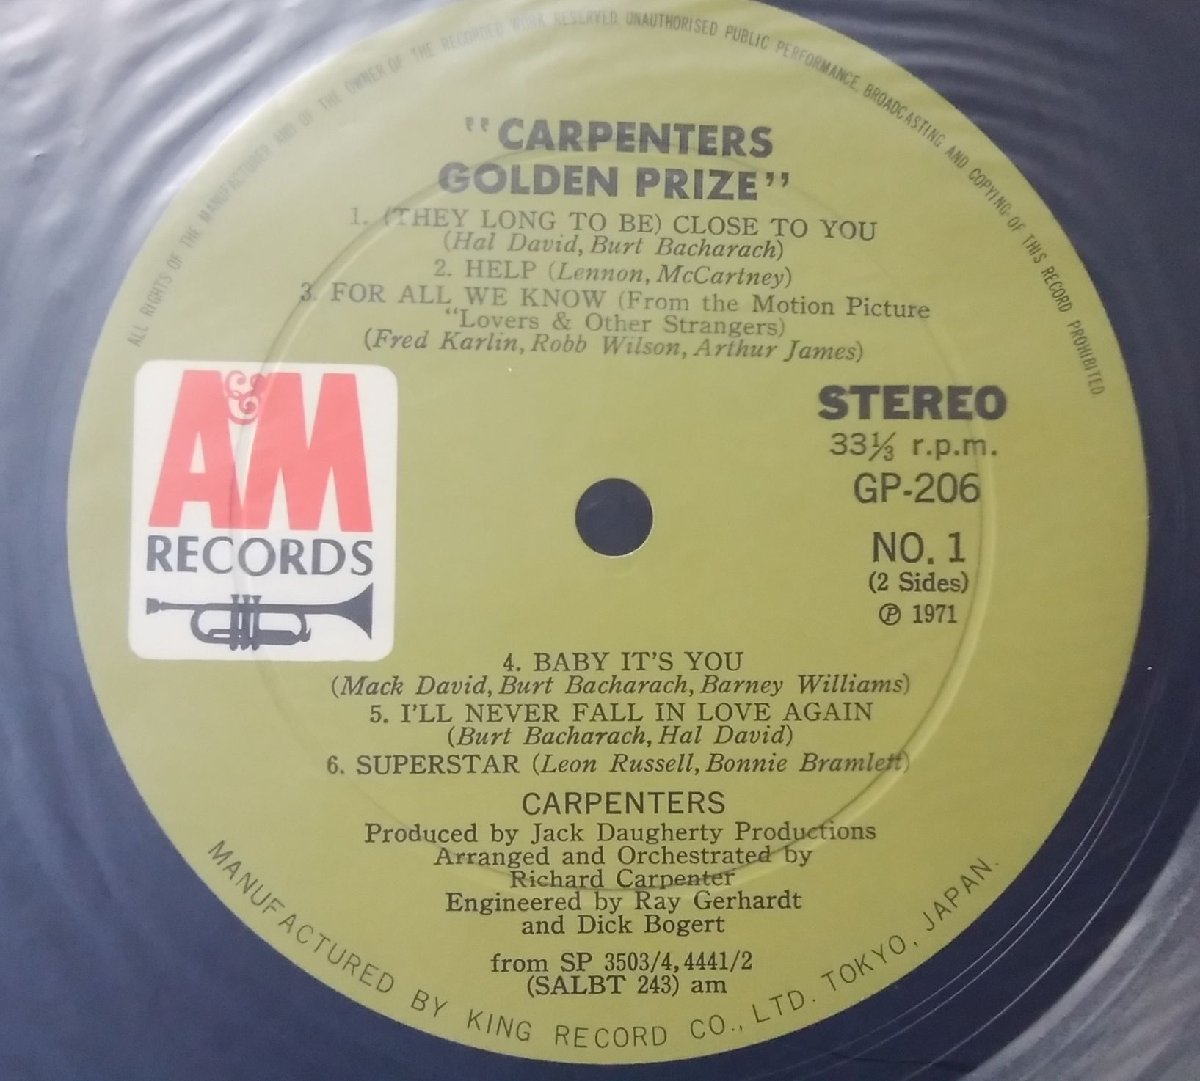 ALL RIGHTS OF THE MANUFACTURER AND OF THE OWNER OF THE RECORDED WORK RESERVED. UNAUTHORISED PUBLIC PERFORMANCE, BROADCASTING AND COPYING OF THIS RECORD PROHIBITED
"CARPENTERS
GOLDEN PRIZE"
1. (THEY LONG TO BE) CLOSE TO YOU
(Hal David, Burt Bacharach)
2. HELP (Lennon, McCartney)
3. FOR ALL WE KNOW (From the Motion Picture
"Lovers & Other Strangers)
(Fred Karlin, Robb Wilson, Arthur James)
A&M
RECORDS
STEREO
33⅓ r.p.m.
GP-206
NO. 1
(2 Sides)
℗ 1971
4. BABY IT'S YOU
(Mack David, Burt Bacharach, Barney Williams)
5. I'LL NEVER FALL IN LOVE AGAIN
(Burt Bacharach, Hal David)
6. SUPERSTAR (Leon Russell, Bonnie Bramlett)
CARPENTERS
Produced by Jack Daugherty Productions
Arranged and Orchestrated by
Richard Carpenter
Engineered by Ray Gerhardt
and Dick Bogert
from SP 3503/4, 4441/2
(SALBT 243) am
MANUFACTURED BY KING RECORD CO., LTD. TOKYO, JAPAN.